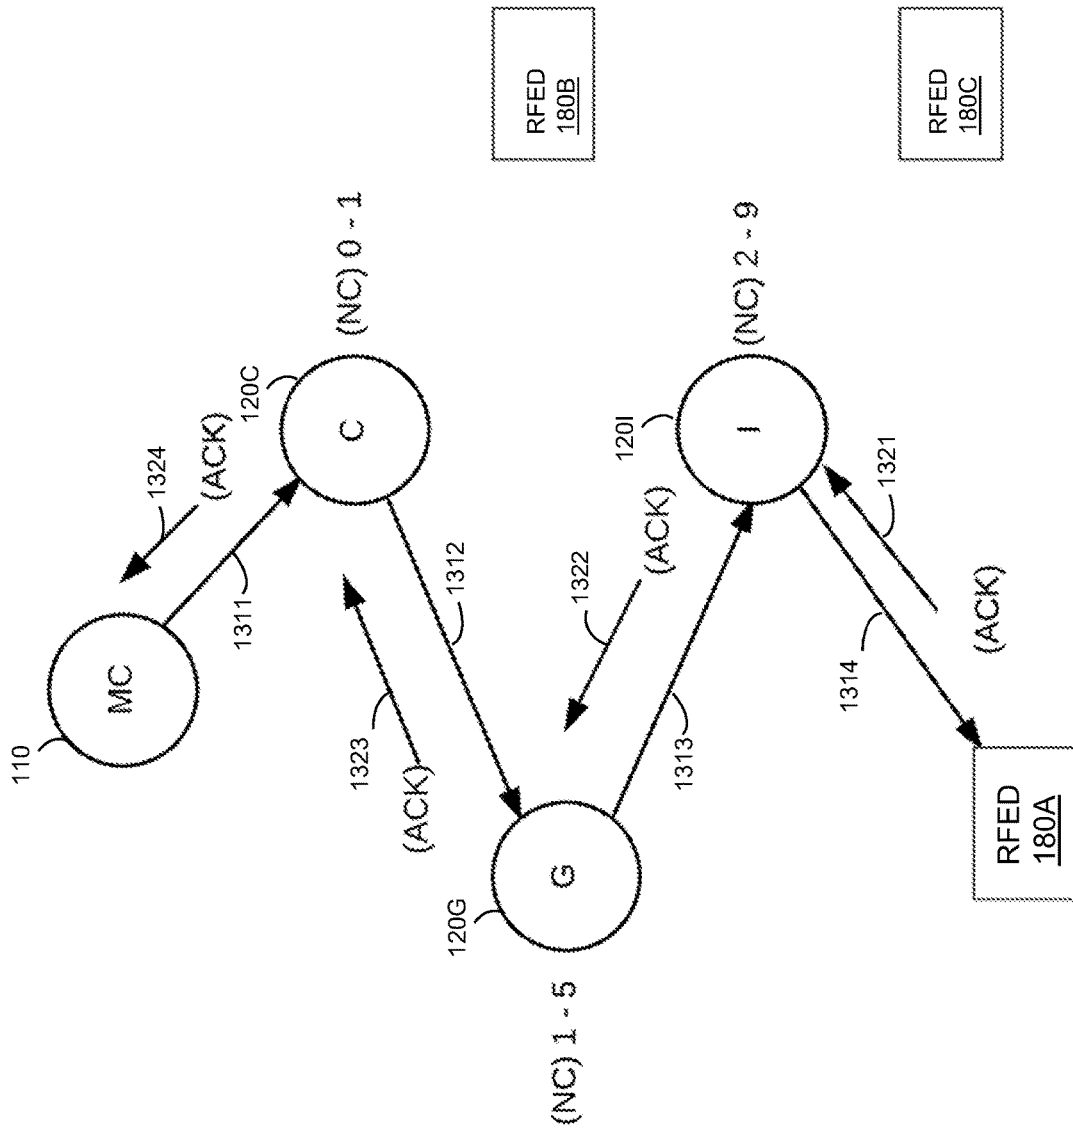 110
MC
1324
(ACK)
1311
120C
C
(NC) 0 - 1
1323
(ACK)
1312
120G
(NC) 1 - 5
G
RFED
180B
1322
(ACK)
120I
1313
I
(NC) 2 - 9
1314
1321
(ACK)
RFED
180C
RFED
180A